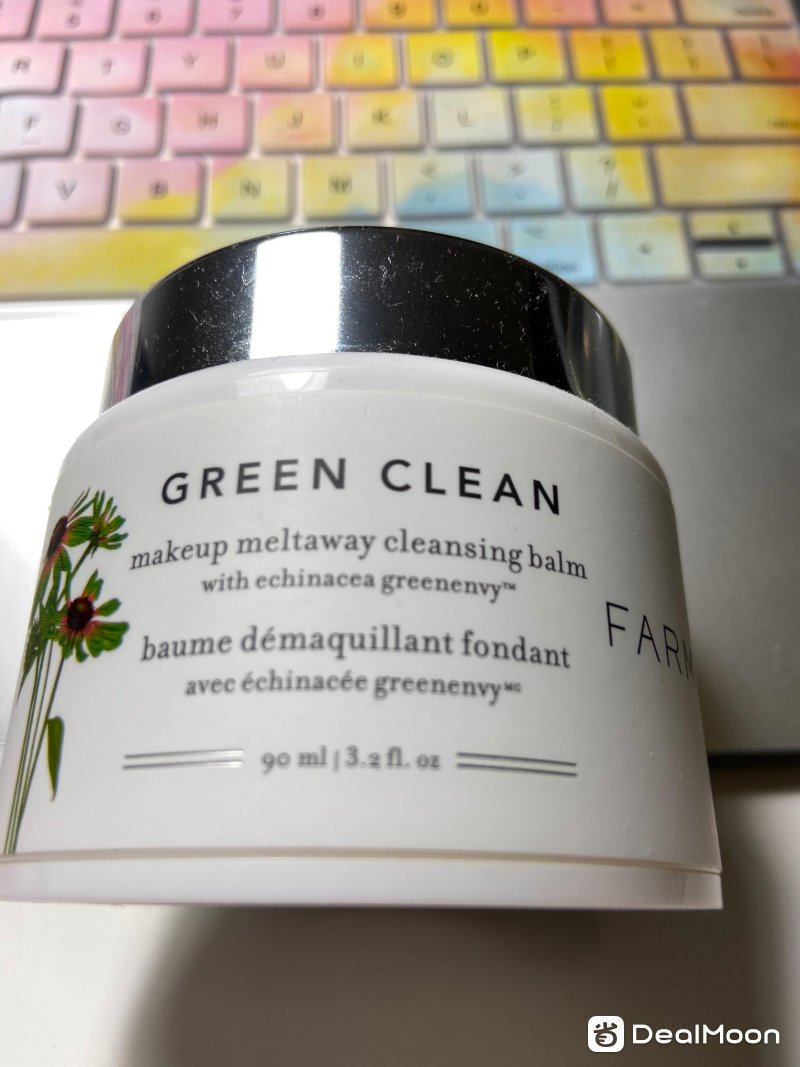 R T Y U I O P
F G H J K L
V B N M
GREEN CLEAN
makeup meltaway cleansing balm
with echinacea greenenvy™
baume démaquillant fondant
avec échinacée greenenvyᴹᶜ
90 ml | 3.2 fl. oz
FARM
DealMoon